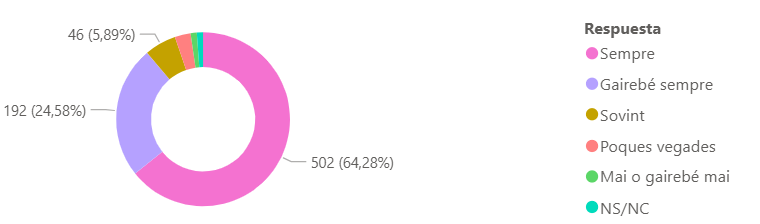 46 (5,89%)
192 (24,58%)
502 (64,28%)
Respuesta
Sempre
Gairebé sempre
Sovint
Poques vegades
Mai o gairebé mai
NS/NC